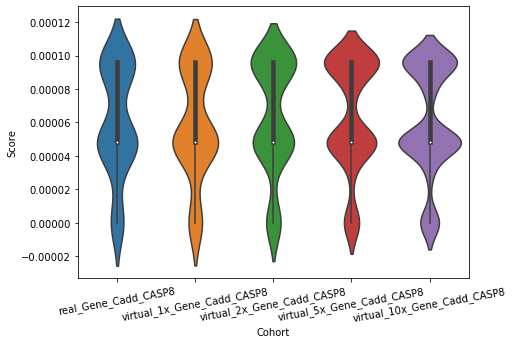 0.00012
0.00010
0.00008
0.00006
0.00004
0.00002
0.00000
−0.00002
Score
real_Gene_Cadd_CASP8
virtual_1x_Gene_Cadd_CASP8
virtual_2x_Gene_Cadd_CASP8
virtual_5x_Gene_Cadd_CASP8
virtual_10x_Gene_Cadd_CASP8
Cohort